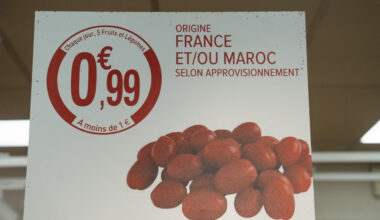 Chaque jour, 5 Fruits et Légumes
0€,99
A moins de 1 €
ORIGINE
FRANCE
ET/OU MAROC
SELON APPROVISIONNEMENT